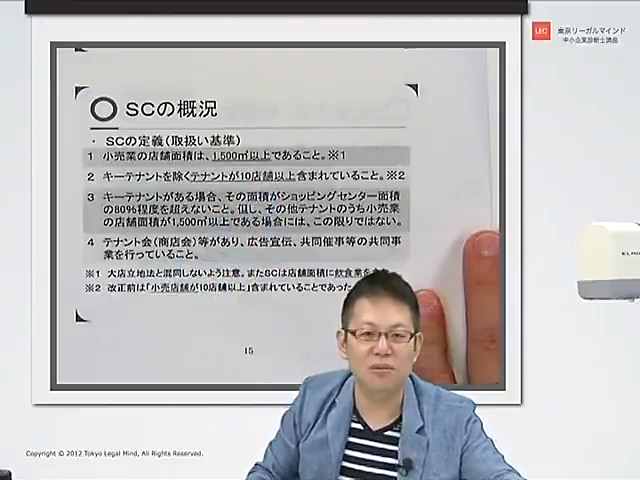 LEC 東京リーガルマインド
中小企業診断士講座
SCの概況
・ SCの定義(取扱い基準)
1 小売業の店舗面積は、1,500㎡以上であること。※1
2 キーテナントを除くテナントが10店舗以上含まれていること。※2
3 キーテナントがある場合、その面積がショッピングセンター面積
の80%程度を超えないこと。但し、その他テナントのうち小売業
の店舗面積が1,500㎡以上である場合には、この限りではない。
4 テナント会(商店会)等があり、広告宣伝、共同催事等の共同事
業を行っていること。
※1 大店立地法と混同しないよう注意。またSCは店舗面積に飲食業を
※2 改正前は「小売店舗が10店舗以上」含まれていることであった
15
ELMO
Copyright © 2012 Tokyo Legal Mind, All Rights Reserved.